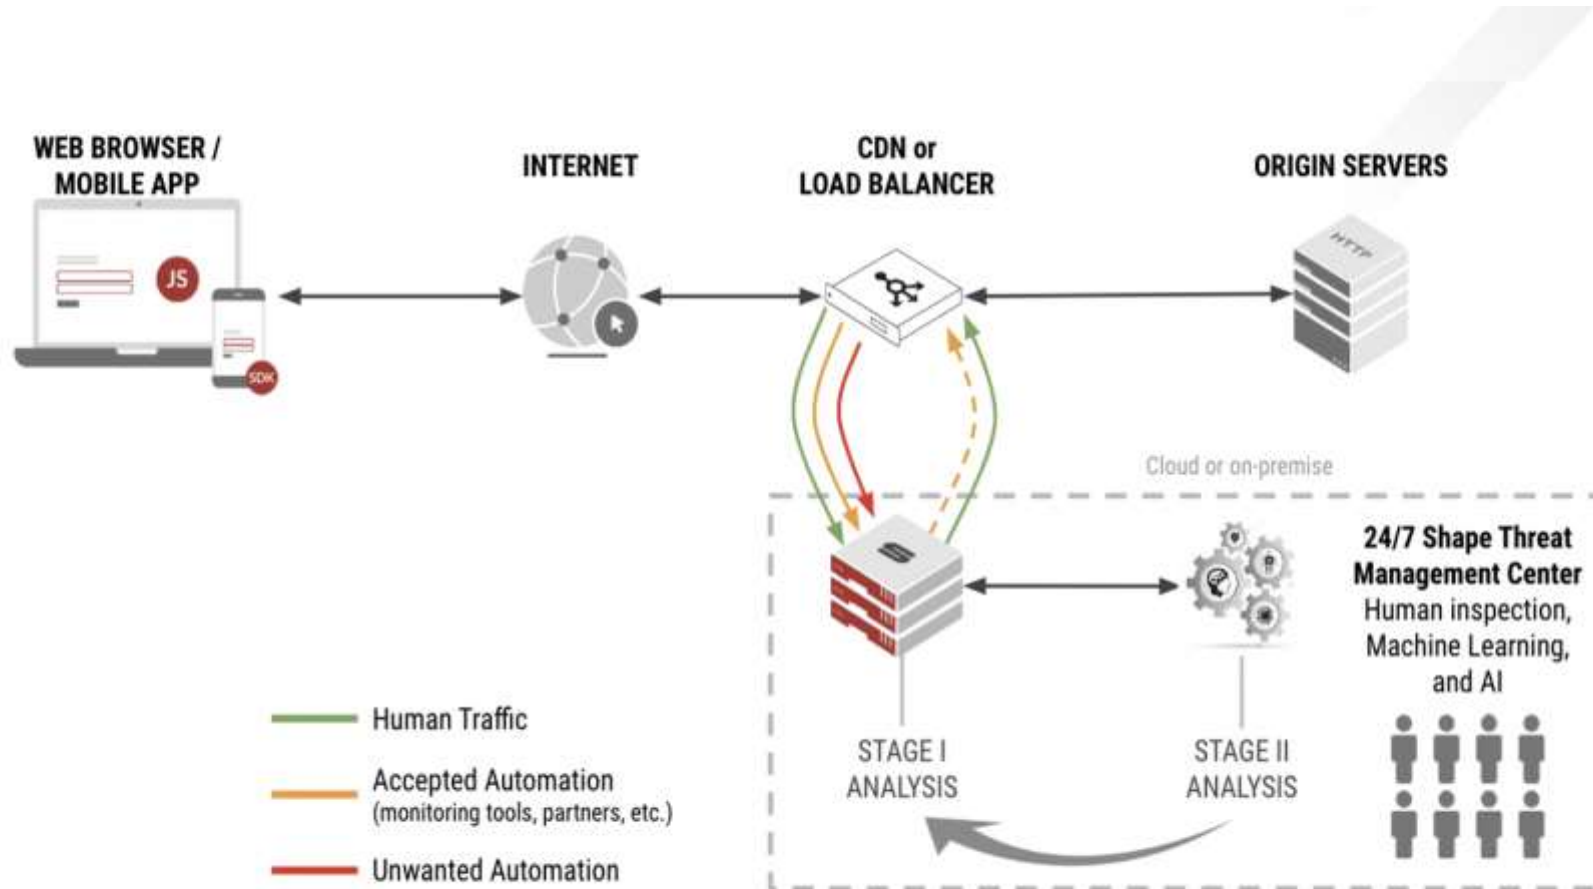 WEB BROWSER /
MOBILE APP
INTERNET
CDN or
LOAD BALANCER
ORIGIN SERVERS
JS
SDK
HTTP
Cloud or on-premise
S
24/7 Shape Threat
Management Center
Human inspection,
Machine Learning,
and AI
STAGE I
ANALYSIS
STAGE II
ANALYSIS
Human Traffic
Accepted Automation
(monitoring tools, partners, etc.)
Unwanted Automation